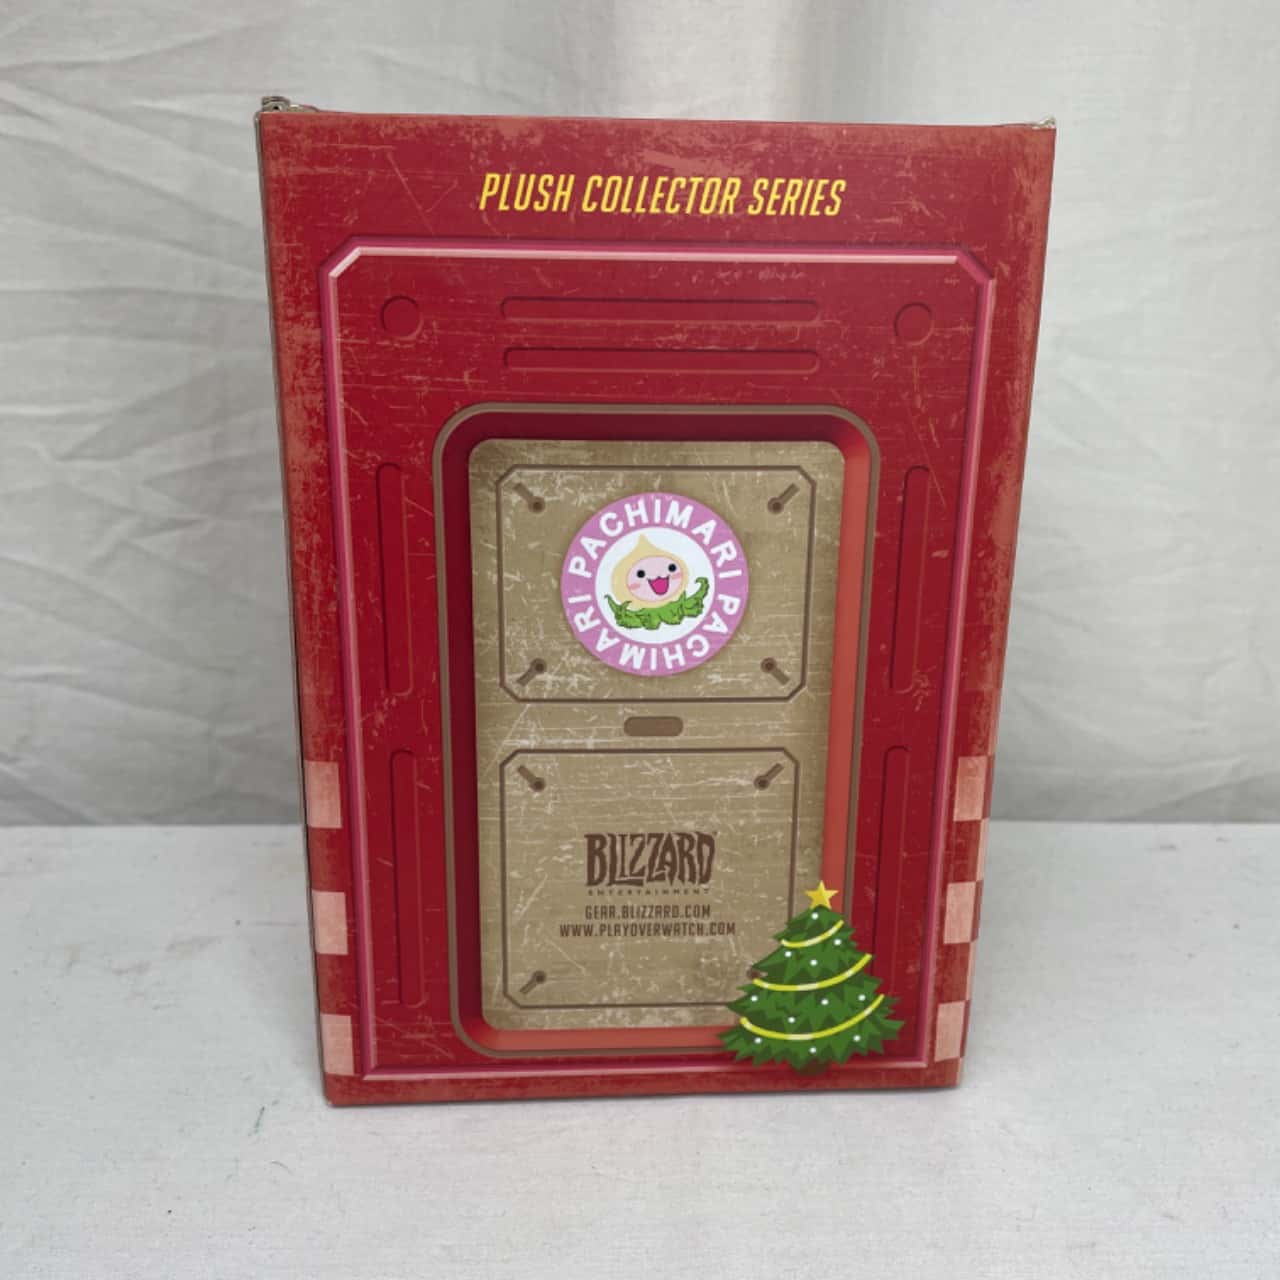 PLUSH COLLECTOR SERIES
PACHIMARI PACHIMARI
BLIZZARD
ENTERTAINMENT
GEAR.BLIZZARD.COM
WWW.PLAYOVERWATCH.COM